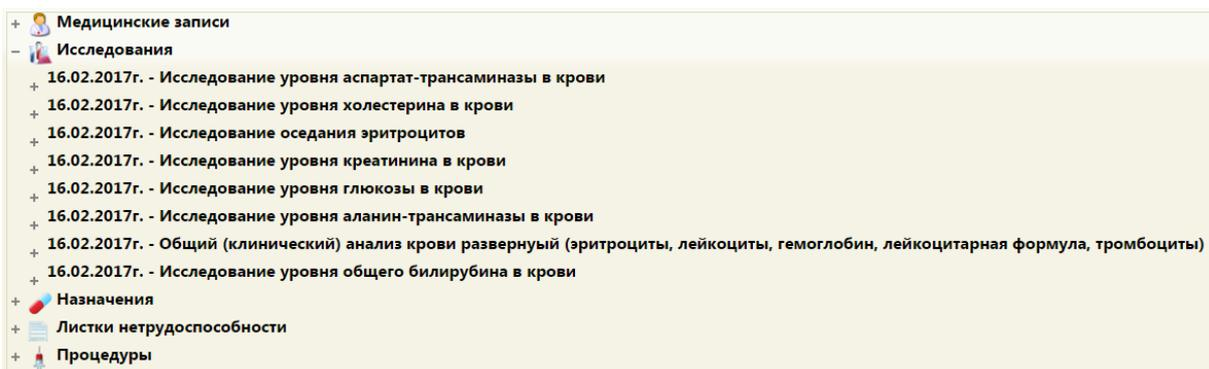 Медицинские записи
Исследования
16.02.2017г. - Исследование уровня аспартат-трансаминазы в крови
16.02.2017г. - Исследование уровня холестерина в крови
16.02.2017г. - Исследование оседания эритроцитов
16.02.2017г. - Исследование уровня креатинина в крови
16.02.2017г. - Исследование уровня глюкозы в крови
16.02.2017г. - Исследование уровня аланин-трансаминазы в крови
16.02.2017г. - Общий (клинический) анализ крови развернуый (эритроциты, лейкоциты, гемоглобин, лейкоцитарная формула, тромбоциты)
16.02.2017г. - Исследование уровня общего билирубина в крови
Назначения
Листки нетрудоспособности
Процедуры